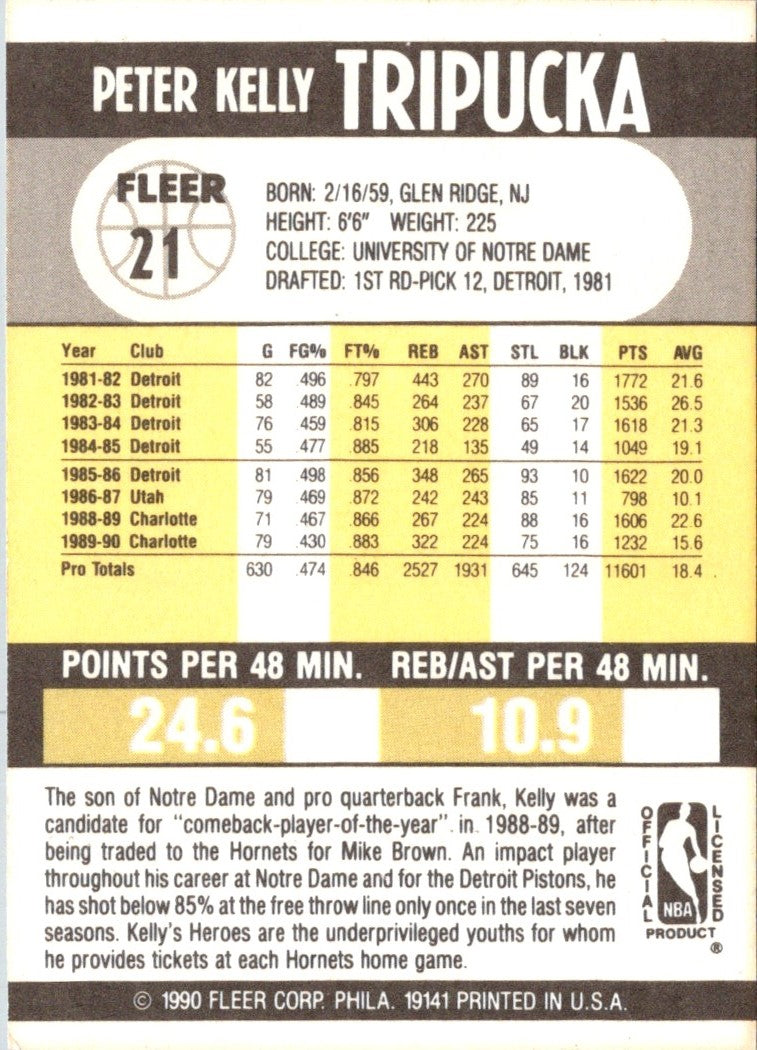 PETER KELLY TRIPUCKA
FLEER
21
BORN: 2/16/59, GLEN RIDGE, NJ
HEIGHT: 6'6" WEIGHT: 225
COLLEGE: UNIVERSITY OF NOTRE DAME
DRAFTED: 1ST RD-PICK 12, DETROIT, 1981
Year Club G FG% FT% REB AST STL BLK PTS AVG
1981-82 Detroit 82 .496 .797 443 270 89 16 1772 21.6
1982-83 Detroit 58 .489 .845 264 237 67 20 1536 26.5
1983-84 Detroit 76 .459 .815 306 228 65 17 1618 21.3
1984-85 Detroit 55 .477 .885 218 135 49 14 1049 19.1
1985-86 Detroit 81 .498 .856 348 265 93 10 1622 20.0
1986-87 Utah 79 .469 .872 242 243 85 11 798 10.1
1988-89 Charlotte 71 .467 .866 267 224 88 16 1606 22.6
1989-90 Charlotte 79 .430 .883 322 224 75 16 1232 15.6
Pro Totals 630 .474 .846 2527 1931 645 124 11601 18.4
POINTS PER 48 MIN. REB/AST PER 48 MIN.
24.6 10.9
The son of Notre Dame and pro quarterback Frank, Kelly was a
candidate for "comeback-player-of-the-year" in 1988-89, after
being traded to the Hornets for Mike Brown. An impact player
throughout his career at Notre Dame and for the Detroit Pistons, he
has shot below 85% at the free throw line only once in the last seven
seasons. Kelly's Heroes are the underprivileged youths for whom
he provides tickets at each Hornets home game.
OFFICIAL LICENSED
NBA
PRODUCT
®
© 1990 FLEER CORP. PHILA. 19141 PRINTED IN U.S.A.